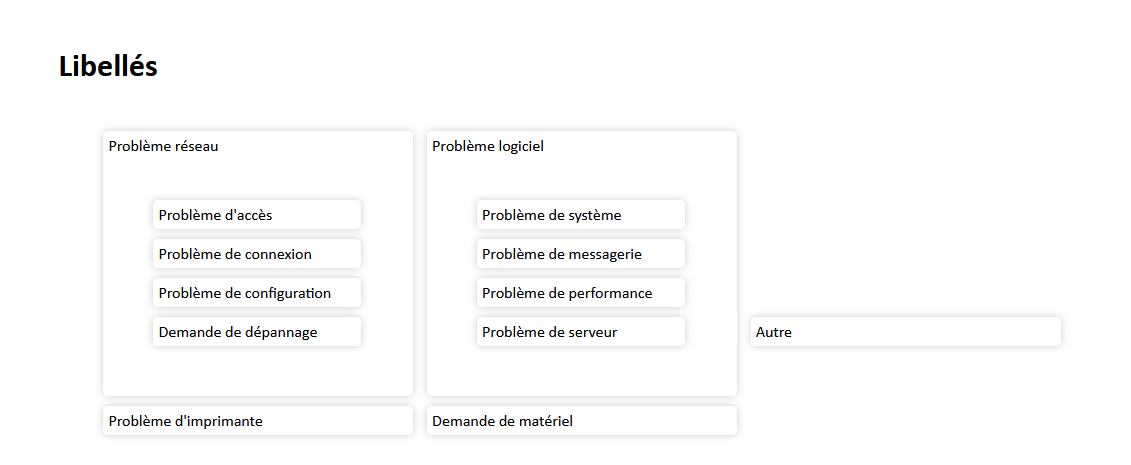 Libellés
Problème réseau
Problème d'accès
Problème de connexion
Problème de configuration
Demande de dépannage
Problème logiciel
Problème de système
Problème de messagerie
Problème de performance
Problème de serveur
Autre
Problème d'imprimante
Demande de matériel